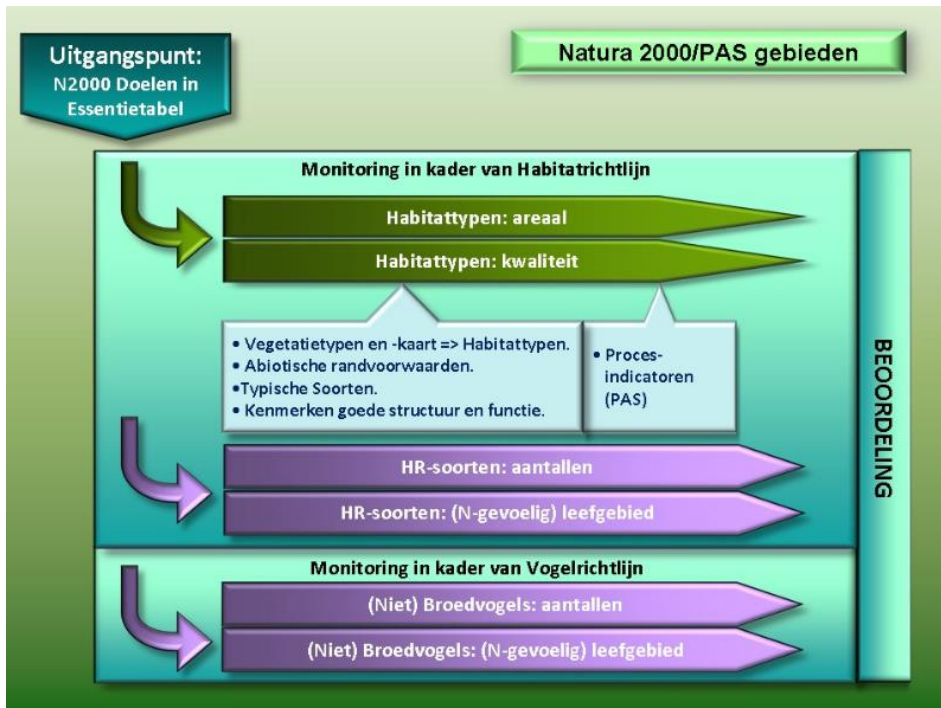 Uitgangspunt:
N2000 Doelen in
Essentietabel
Natura 2000/PAS gebieden
Monitoring in kader van Habitatrichtlijn
Habitattypen: areaal
Habitattypen: kwaliteit
• Vegetatietypen en -kaart => Habitattypen.
• Abiotische randvoorwaarden.
•Typische Soorten.
• Kenmerken goede structuur en functie.
• Proces-
indicatoren
(PAS)
HR-soorten: aantallen
HR-soorten: (N-gevoelig) leefgebied
Monitoring in kader van Vogelrichtlijn
(Niet) Broedvogels: aantallen
(Niet) Broedvogels: (N-gevoelig) leefgebied
BEOORDELING